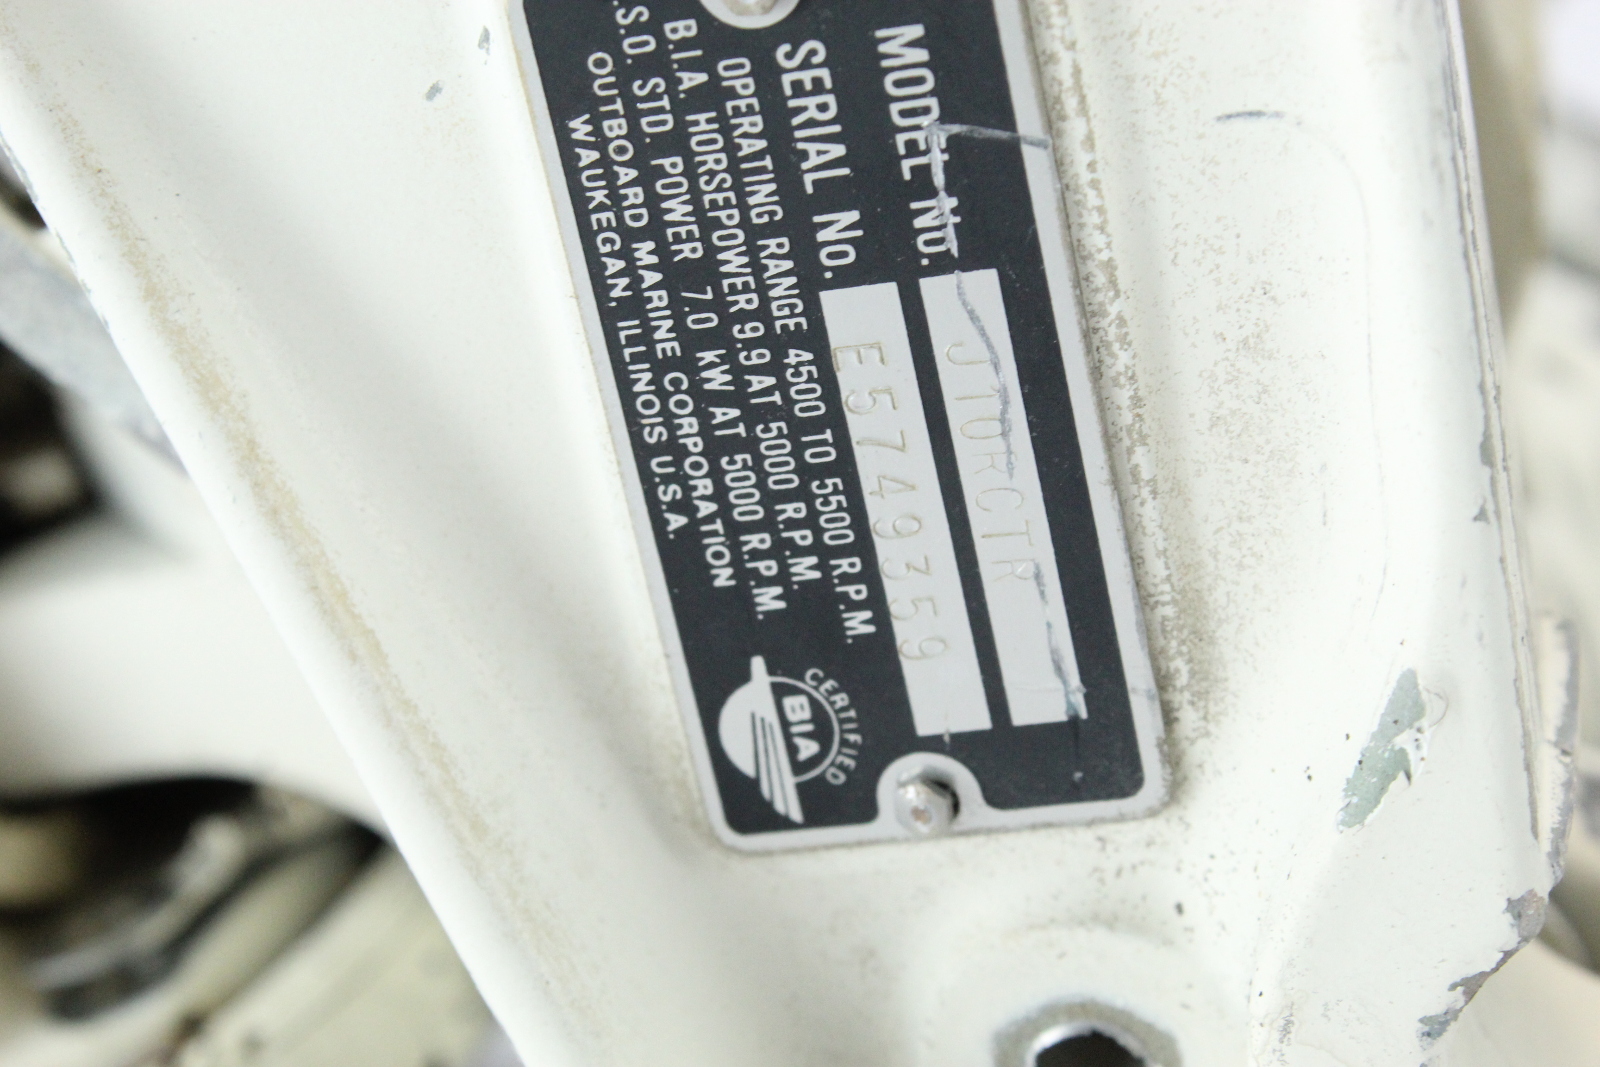 MODEL No. J10RCTR
SERIAL No. E5749359
OPERATING RANGE 4500 TO 5500 R.P.M.
B.I.A. HORSEPOWER 9.9 AT 5000 R.P.M.
.S.O. STD. POWER 7.0 KW AT 5000 R.P.M.
OUTBOARD MARINE CORPORATION
WAUKEGAN, ILLINOIS U.S.A.
CERTIFIED
BIA